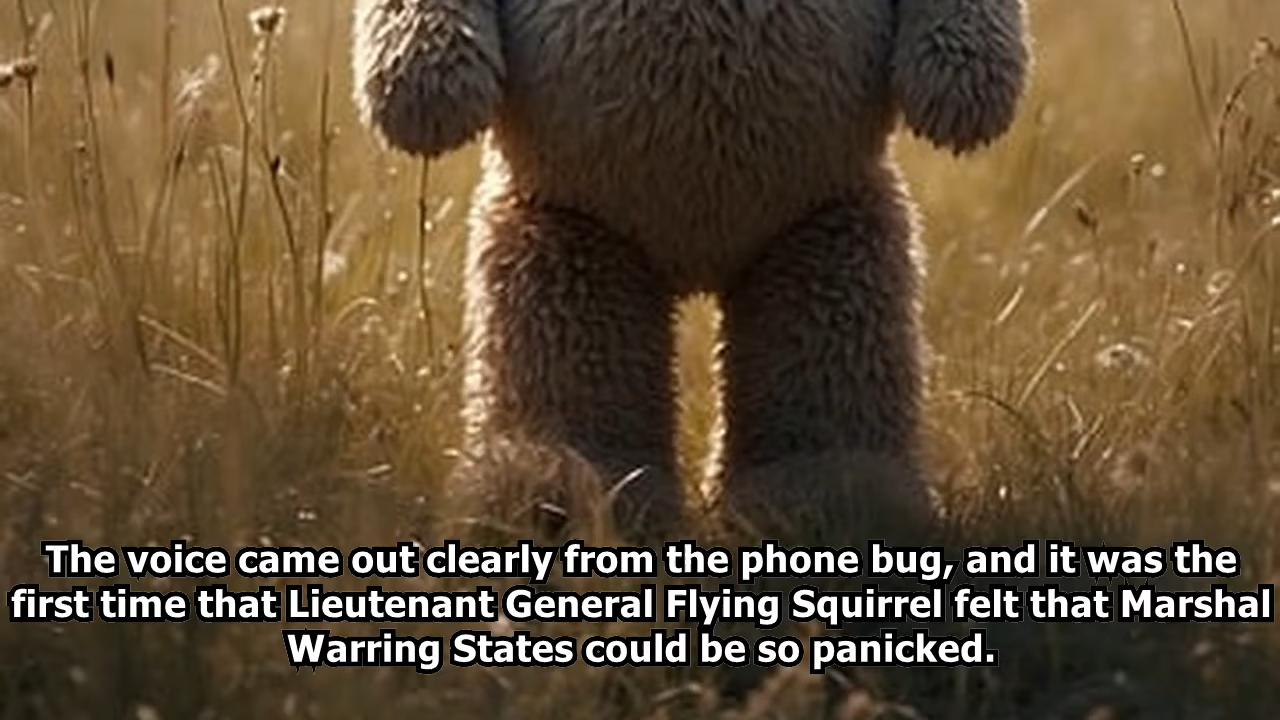 The voice came out clearly from the phone bug, and it was the
first time that Lieutenant General Flying Squirrel felt that Marshal
Warring States could be so panicked.